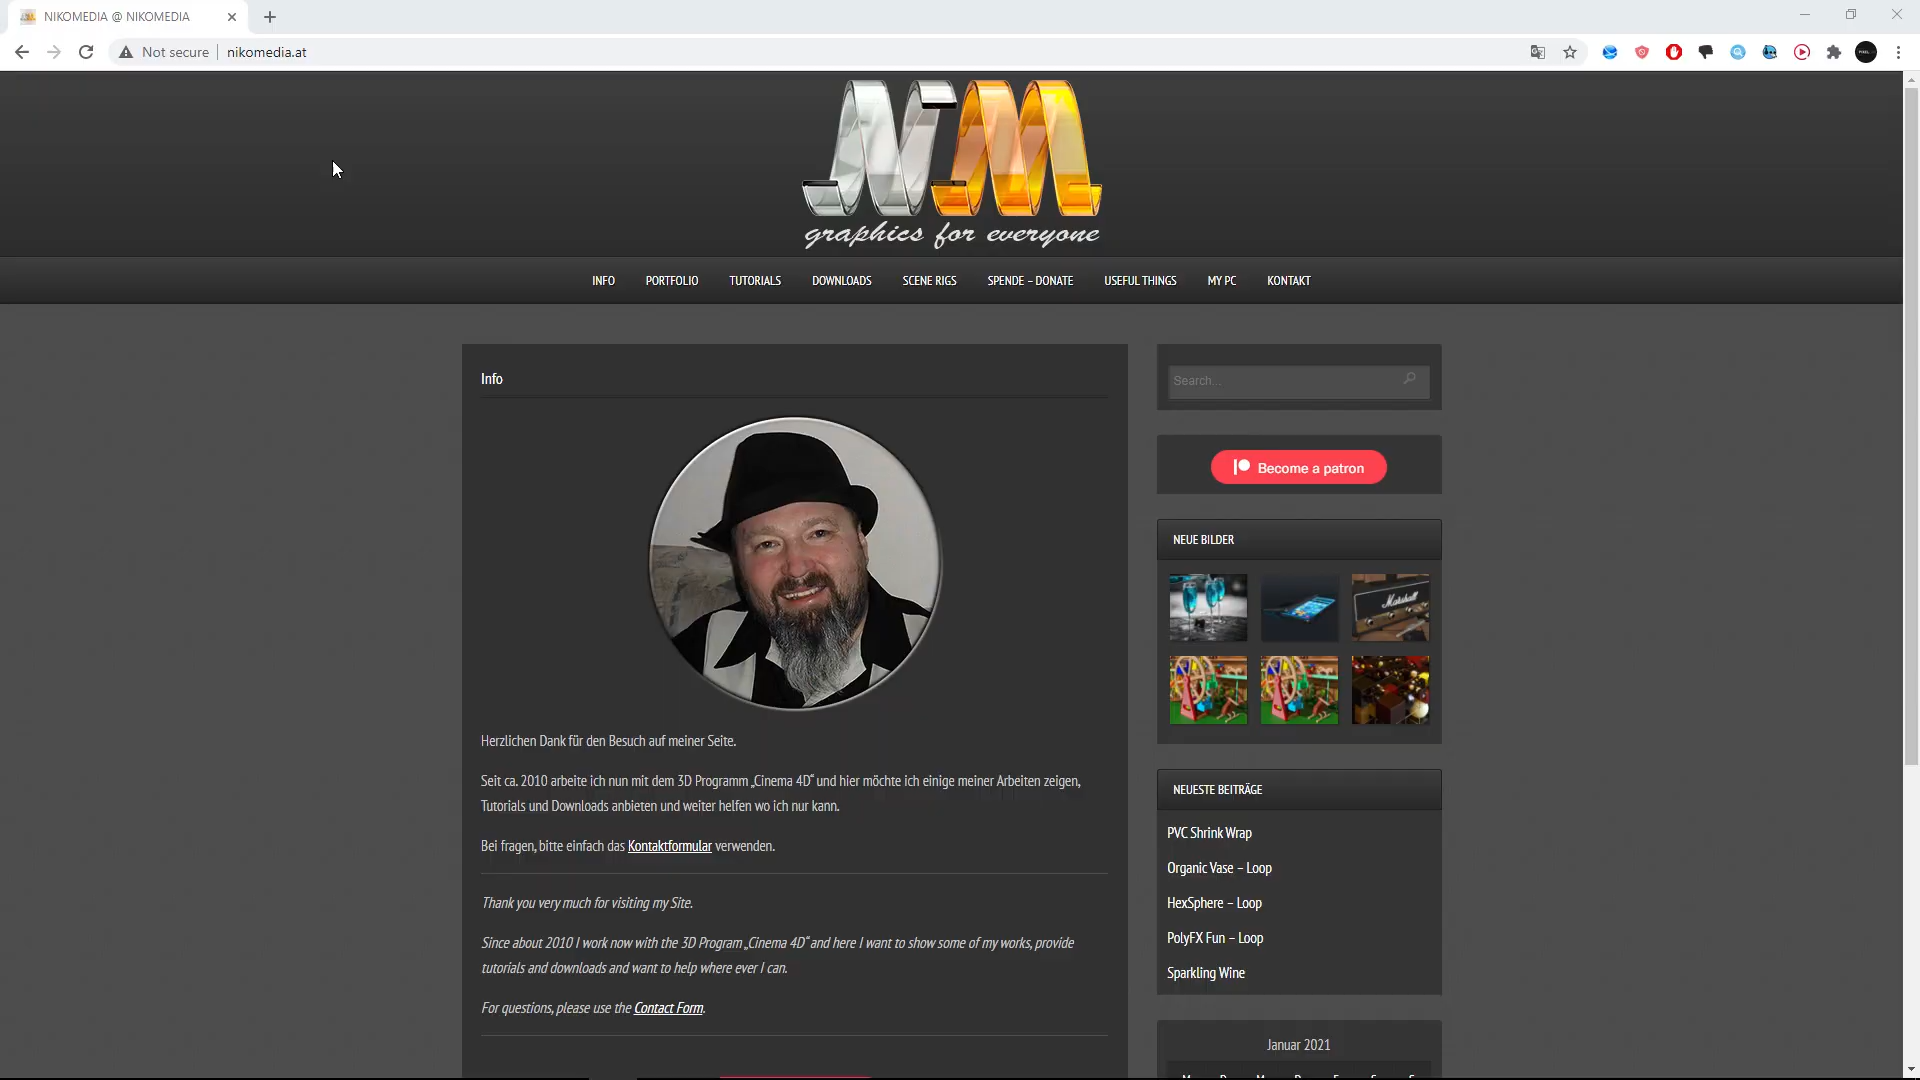 NIKOMEDIA @ NIKOMEDIA
Not secure
nikomedia.at
NM
graphics for everyone
INFO
PORTFOLIO
TUTORIALS
DOWNLOADS
SCENE RIGS
SPENDE – DONATE
USEFUL THINGS
MY PC
KONTAKT
Info
Herzlichen Dank für den Besuch auf meiner Seite.
Seit ca. 2010 arbeite ich nun mit dem 3D Programm „Cinema 4D“ und hier möchte ich einige meiner Arbeiten zeigen,
Tutorials und Downloads anbieten und weiter helfen wo ich nur kann.
Bei fragen, bitte einfach das Kontaktformular verwenden.
Thank you very much for visiting my Site.
Since about 2010 I work now with the 3D Program „Cinema 4D“ and here I want to show some of my works, provide
tutorials and downloads and want to help where ever I can.
For questions, please use the Contact Form.
Search...
Become a patron
NEUE BILDER
Marshall
NEUESTE BEITRÄGE
PVC Shrink Wrap
Organic Vase – Loop
HexSphere – Loop
PolyFX Fun – Loop
Sparkling Wine
Januar 2021